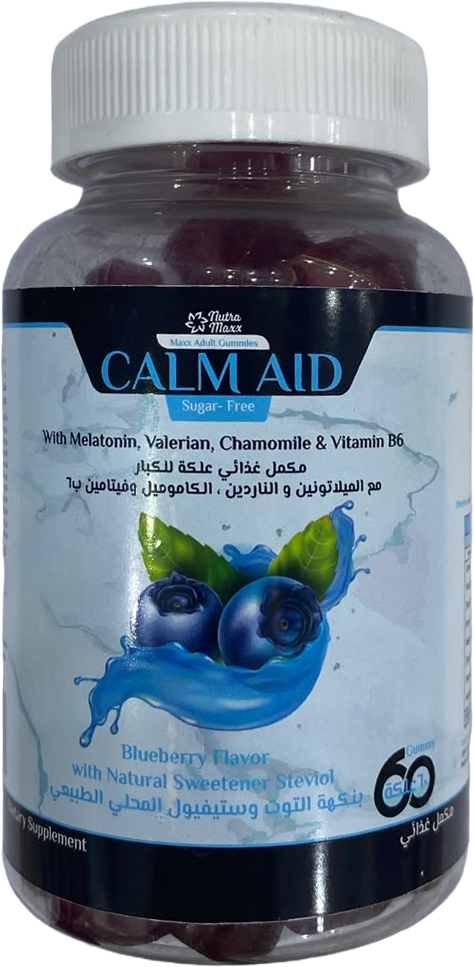 Nutra
Maxx
Maxx Adult Gummies
CALM AID
Sugar- Free
With Melatonin, Valerian, Chamomile & Vitamin B6
مكمل غذائي علكة للكبار
مع الميلاتونين و الناردين ، الكاموميل وفيتامين ب٦
Blueberry Flavor
with Natural Sweetener Steviol
بنكهة التوت وستيفيول المحلي الطبيعي
Gummy
60
٦٠ علكة
Dietary Supplement
مكمل غذائي